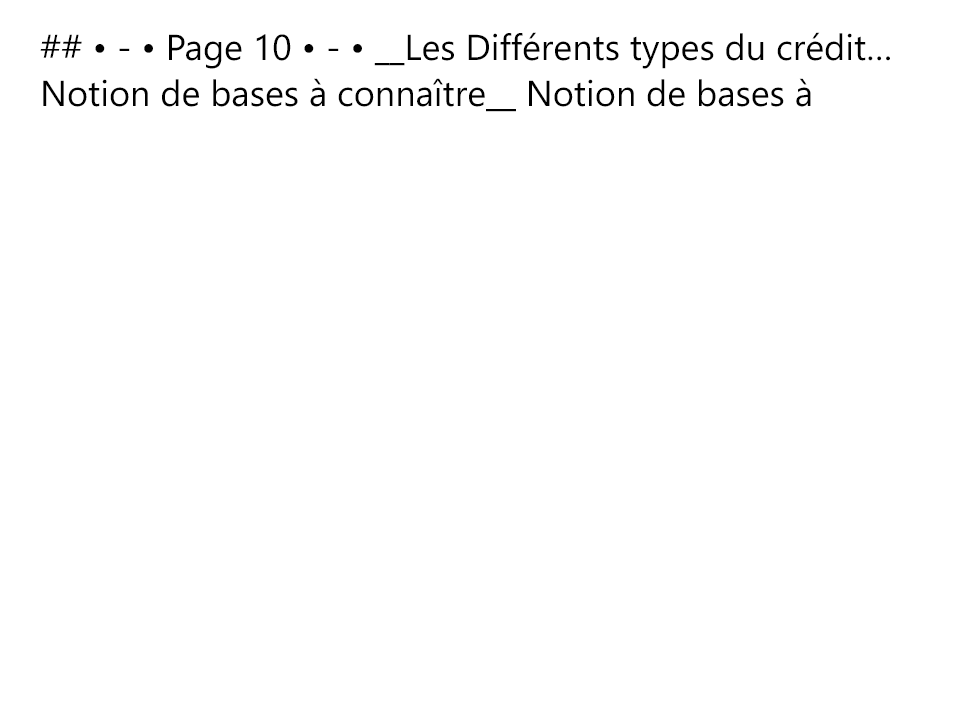 ## • - • Page 10 • - • __Les Différents types du crédit...
Notion de bases à connaître__ Notion de bases à